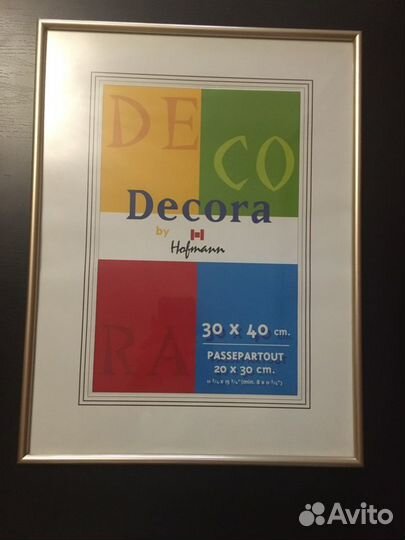 DE
CO
Decora
by
Hofmann
RA
30 x 40 cm.
PASSEPARTOUT
20 x 30 cm.
Avito